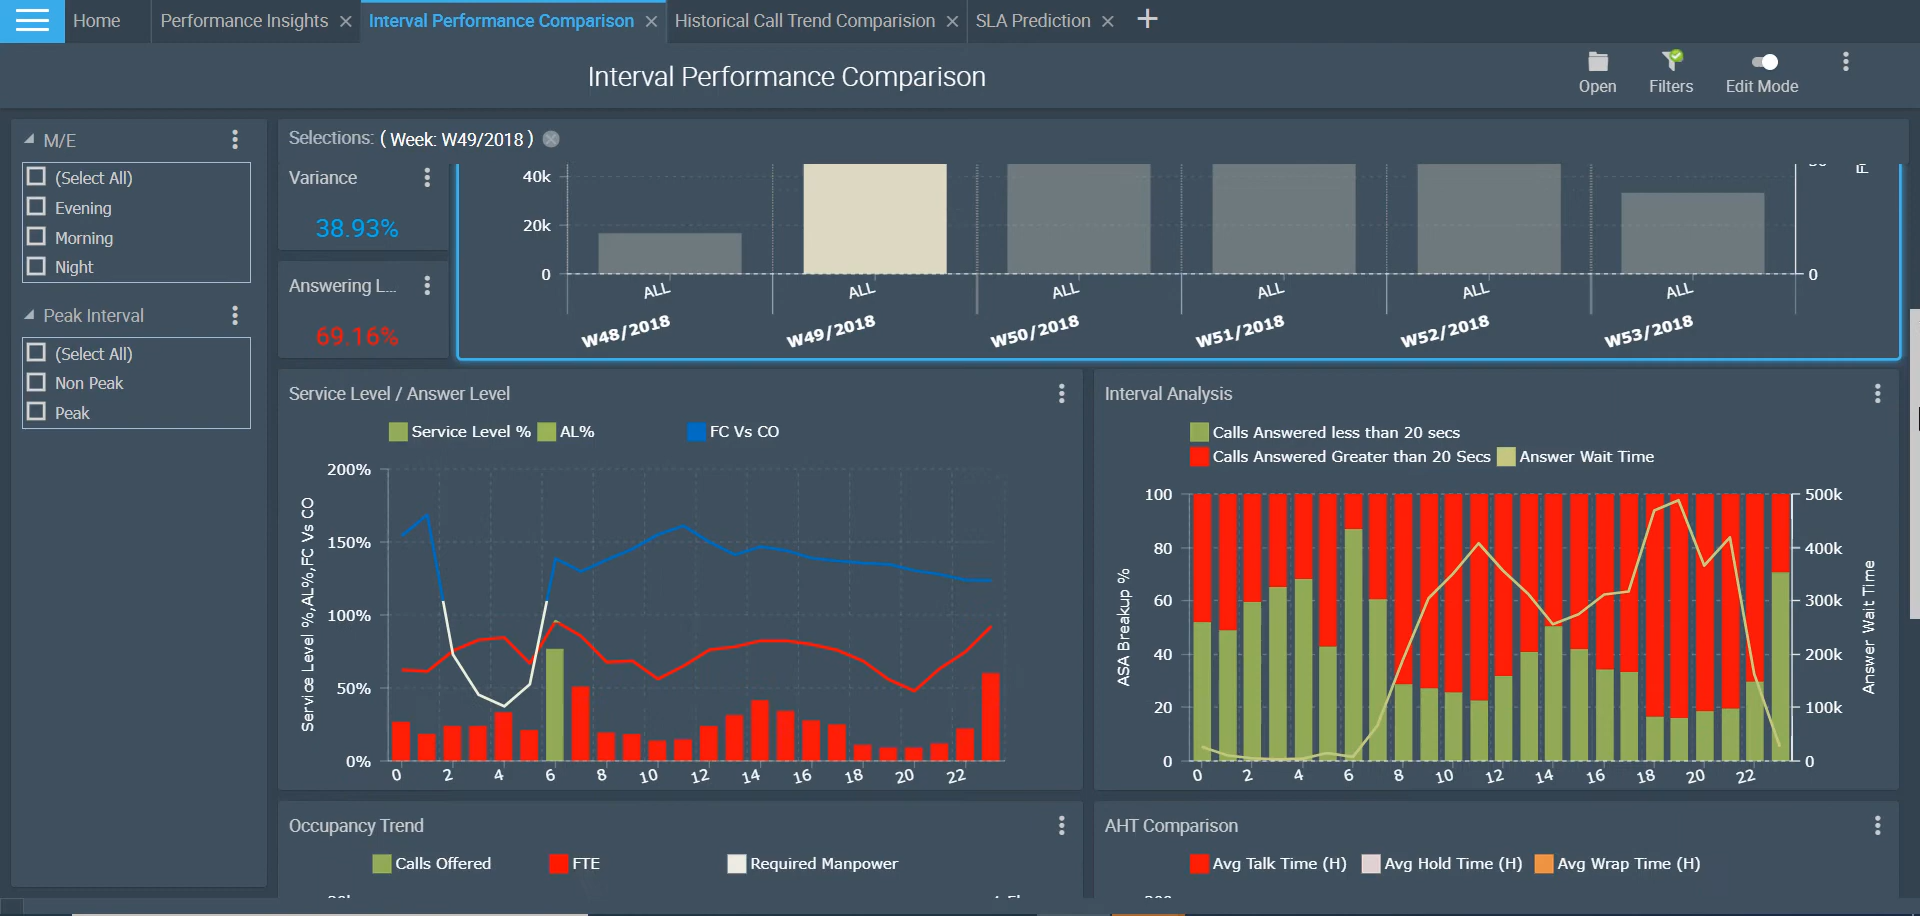 Home Performance Insights Interval Performance Comparison Historical Call Trend Comparision SLA Prediction
Interval Performance Comparison
Open Filters Edit Mode
M/E
(Select All)
Evening
Morning
Night
Peak Interval
(Select All)
Non Peak
Peak
Selections: ( Week: W49/2018 )
Variance
38.93%
Answering L...
69.16%
40k
20k
0
0
ALL ALL ALL ALL ALL ALL
W48/2018 W49/2018 W50/2018 W51/2018 W52/2018 W53/2018
Service Level / Answer Level
Service Level % AL% FC Vs CO
Service Level %,AL%,FC Vs CO
200%
150%
100%
50%
0%
0 2 4 6 8 10 12 14 16 18 20 22
Interval Analysis
Calls Answered less than 20 secs
Calls Answered Greater than 20 Secs Answer Wait Time
ASA Breakup %
100
80
60
40
20
0
500k
400k
300k
200k
100k
0
Answer Wait Time
0 2 4 6 8 10 12 14 16 18 20 22
Occupancy Trend
Calls Offered FTE Required Manpower
AHT Comparison
Avg Talk Time (H) Avg Hold Time (H) Avg Wrap Time (H)